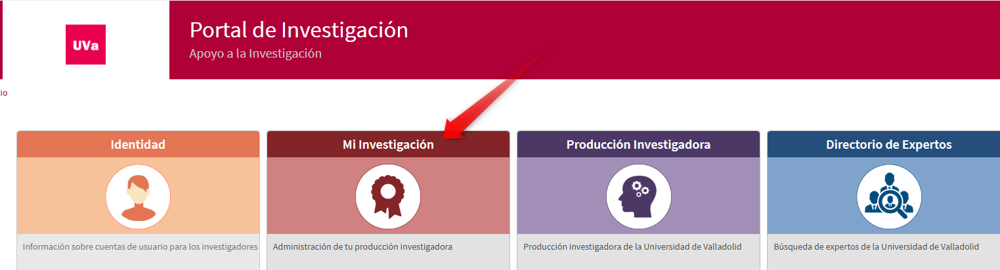 UVa
Portal de Investigación
Apoyo a la Investigación
io
Identidad
Mi Investigación
Producción Investigadora
Directorio de Expertos
Información sobre cuentas de usuario para los investigadores
Administración de tu producción investigadora
Producción investigadora de la Universidad de Valladolid
Búsqueda de expertos de la Universidad de Valladolid